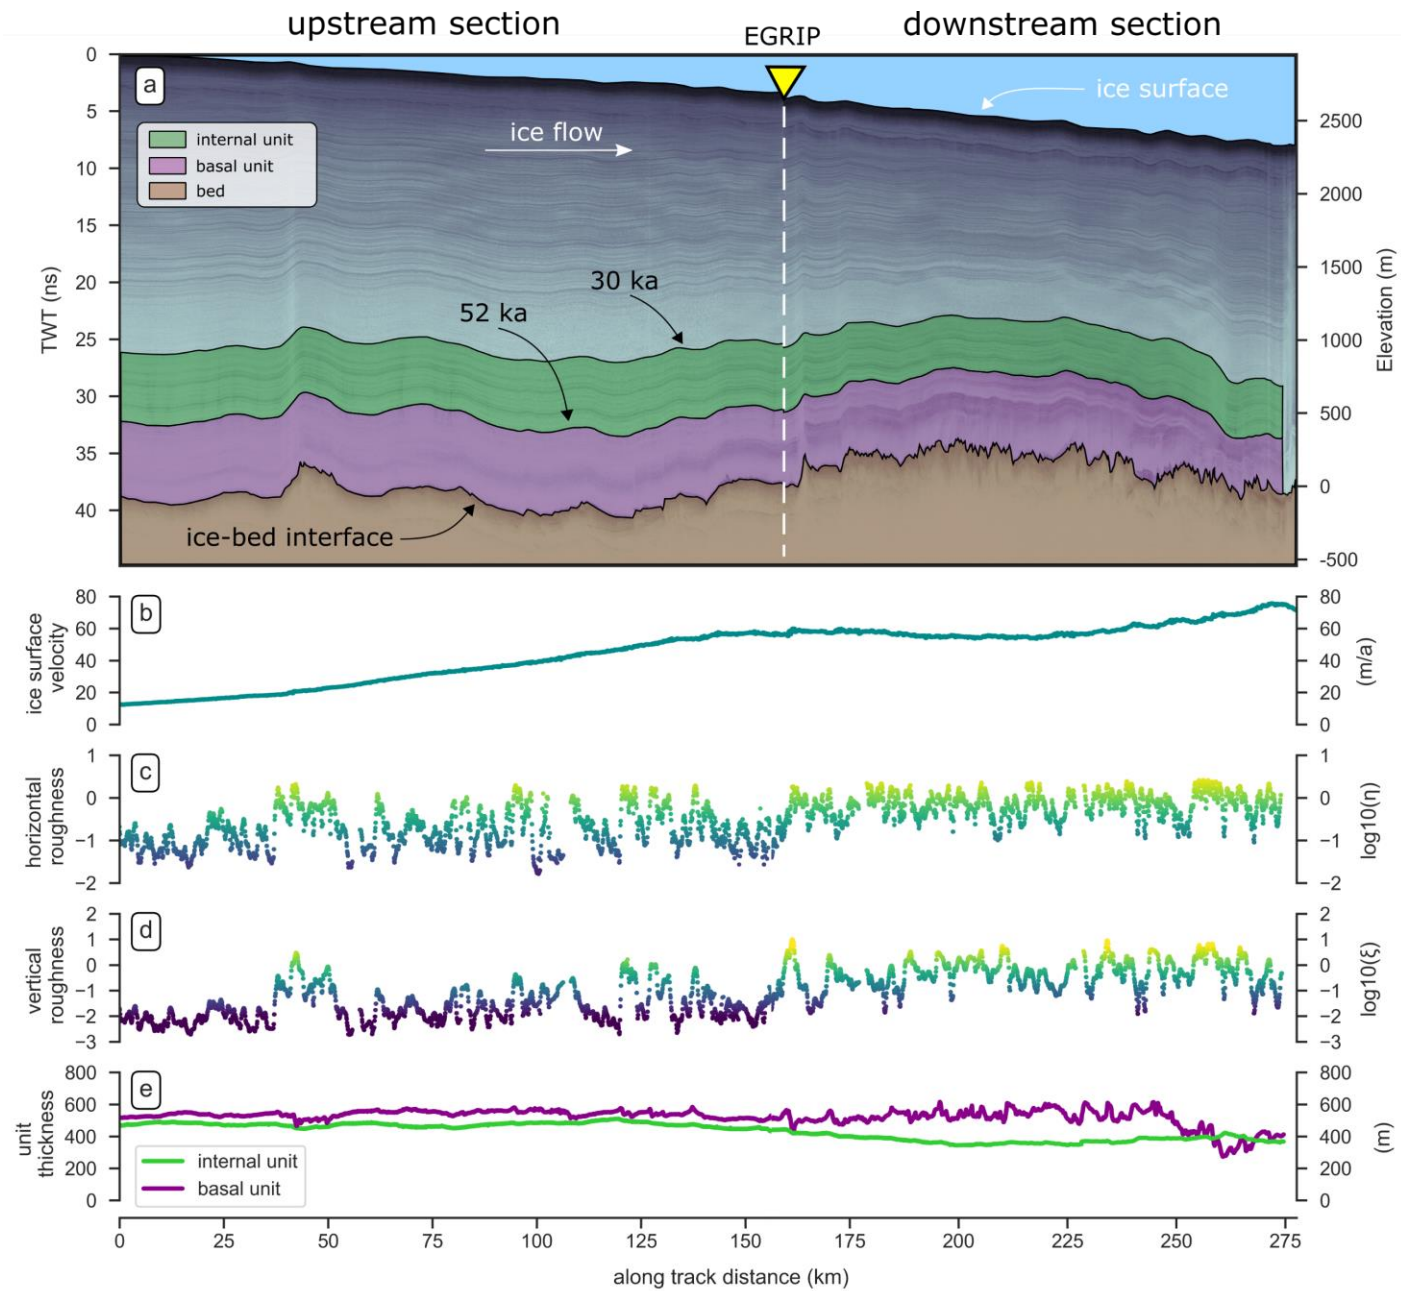 upstream section
EGRIP
downstream section
a
ice surface
ice flow
internal unit
basal unit
bed
30 ka
52 ka
ice-bed interface
TWT (ns)
0
5
10
15
20
25
30
35
40
2500
2000
1500
1000
500
0
-500
Elevation (m)
b
ice surface
velocity
80
60
40
20
0
80
60
40
20
0
(m/a)
c
horizontal
roughness
1
0
−1
−2
1
0
−1
−2
log10(η)
d
vertical
roughness
2
1
0
−1
−2
−3
2
1
0
−1
−2
−3
log10(ξ)
e
unit
thickness
800
600
400
200
0
internal unit
basal unit
800
600
400
200
0
(m)
0 25 50 75 100 125 150 175 200 225 250 275
along track distance (km)